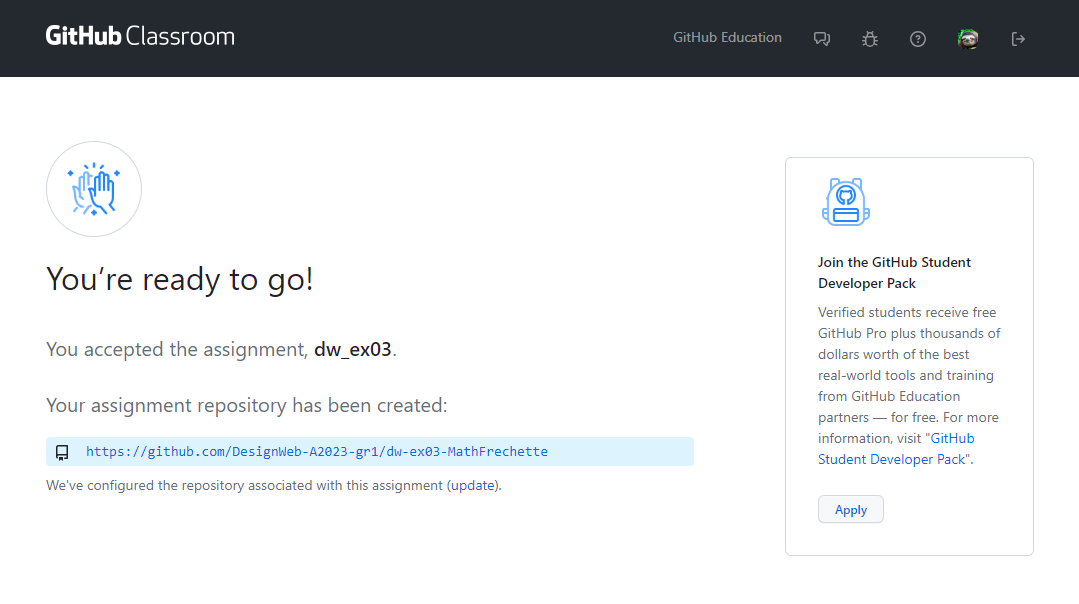 GitHub Classroom
GitHub Education
You're ready to go!
You accepted the assignment, dw_ex03.
Your assignment repository has been created:
https://github.com/DesignWeb-A2023-gr1/dw-ex03-MathFrechette
We've configured the repository associated with this assignment (update).
Join the GitHub Student
Developer Pack
Verified students receive free
GitHub Pro plus thousands of
dollars worth of the best
real-world tools and training
from GitHub Education
partners — for free. For more
information, visit "GitHub
Student Developer Pack".
Apply